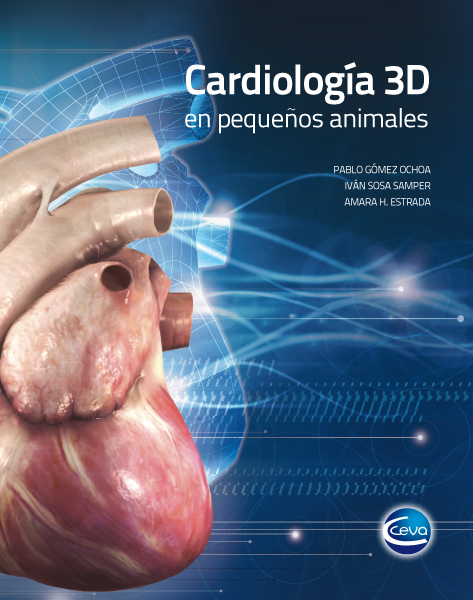 Cardiología 3D
en pequeños animales
PABLO GÓMEZ OCHOA
IVÁN SOSA SAMPER
AMARA H. ESTRADA
ceva